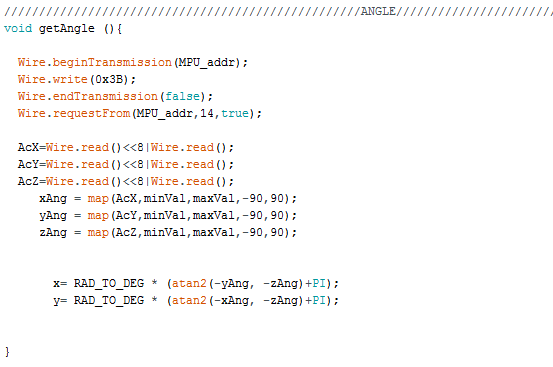 ///////////////////////////////////////////////////ANGLE///////////////////////
void getAngle (){
Wire.beginTransmission(MPU_addr);
Wire.write(0x3B);
Wire.endTransmission(false);
Wire.requestFrom(MPU_addr,14,true);
AcX=Wire.read()<<8|Wire.read();
AcY=Wire.read()<<8|Wire.read();
AcZ=Wire.read()<<8|Wire.read();
xAng = map(AcX,minVal,maxVal,-90,90);
yAng = map(AcY,minVal,maxVal,-90,90);
zAng = map(AcZ,minVal,maxVal,-90,90);
x= RAD_TO_DEG * (atan2(-yAng, -zAng)+PI);
y= RAD_TO_DEG * (atan2(-xAng, -zAng)+PI);
}